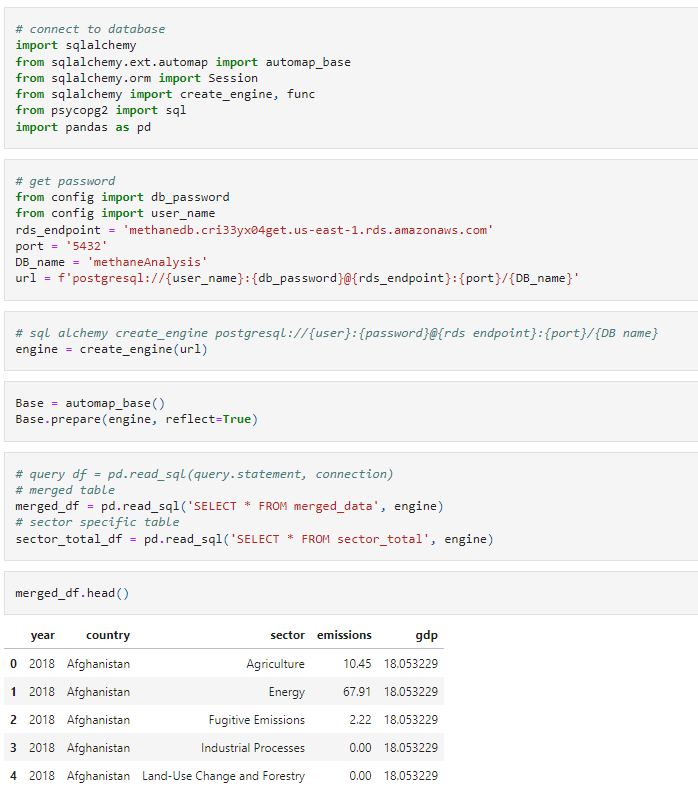 # connect to database
import sqlalchemy
from sqlalchemy.ext.automap import automap_base
from sqlalchemy.orm import Session
from sqlalchemy import create_engine, func
from psycopg2 import sql
import pandas as pd
# get password
from config import db_password
from config import user_name
rds_endpoint = 'methanedb.cri33yx04get.us-east-1.rds.amazonaws.com'
port = '5432'
DB_name = 'methaneAnalysis'
url = f'postgresql://{user_name}:{db_password}@{rds_endpoint}:{port}/{DB_name}'
# sql alchemy create_engine postgresql://{user}:{password}@{rds endpoint}:{port}/{DB name}
engine = create_engine(url)
Base = automap_base()
Base.prepare(engine, reflect=True)
# query df = pd.read_sql(query.statement, connection)
# merged table
merged_df = pd.read_sql('SELECT * FROM merged_data', engine)
# sector specific table
sector_total_df = pd.read_sql('SELECT * FROM sector_total', engine)
merged_df.head()
year country sector emissions gdp
0 2018 Afghanistan Agriculture 10.45 18.053229
1 2018 Afghanistan Energy 67.91 18.053229
2 2018 Afghanistan Fugitive Emissions 2.22 18.053229
3 2018 Afghanistan Industrial Processes 0.00 18.053229
4 2018 Afghanistan Land-Use Change and Forestry 0.00 18.053229